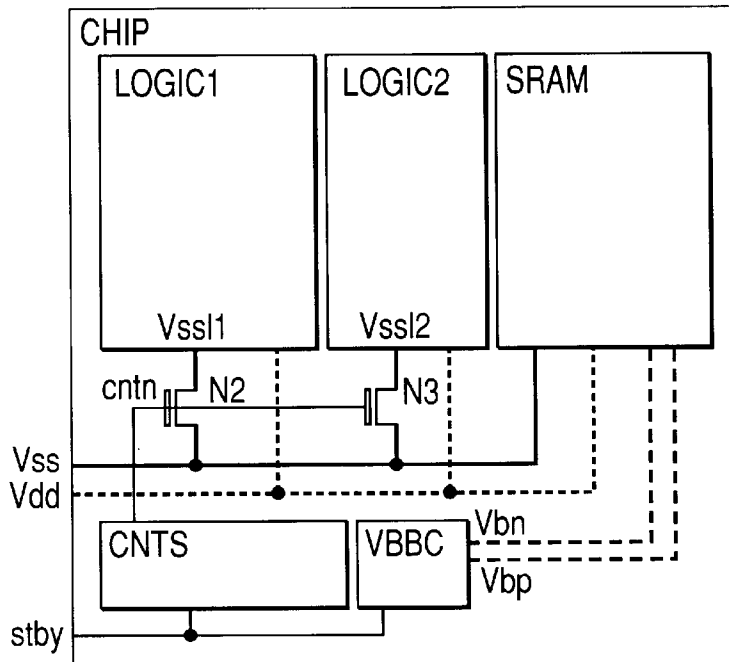 CHIP
LOGIC1
LOGIC2
SRAM
Vssl1
Vssl2
cntn
N2
N3
Vss
Vdd
CNTS
VBBC
Vbn
Vbp
stby